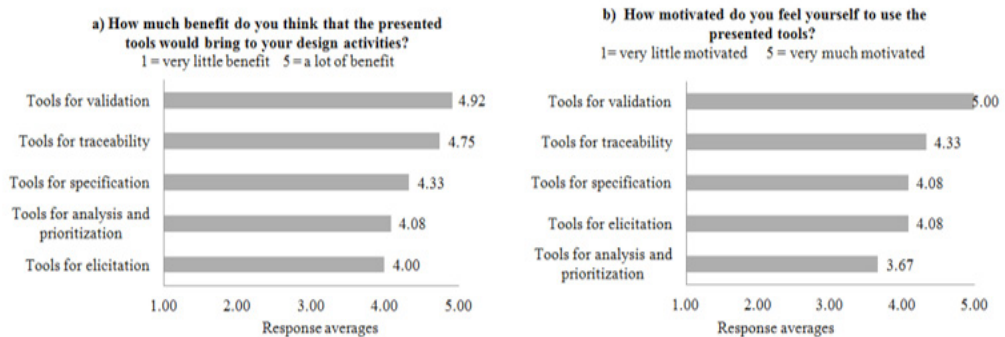 a) How much benefit do you think that the presented
tools would bring to your design activities?
1 = very little benefit 5 = a lot of benefit
Tools for validation 4.92
Tools for traceability 4.75
Tools for specification 4.33
Tools for analysis and
prioritization 4.08
Tools for elicitation 4.00
1.00 2.00 3.00 4.00 5.00
Response averages
b) How motivated do you feel yourself to use the
presented tools?
1= very little motivated 5 = very much motivated
Tools for validation 5.00
Tools for traceability 4.33
Tools for specification 4.08
Tools for elicitation 4.08
Tools for analysis and
prioritization 3.67
1.00 2.00 3.00 4.00 5.00
Response averages